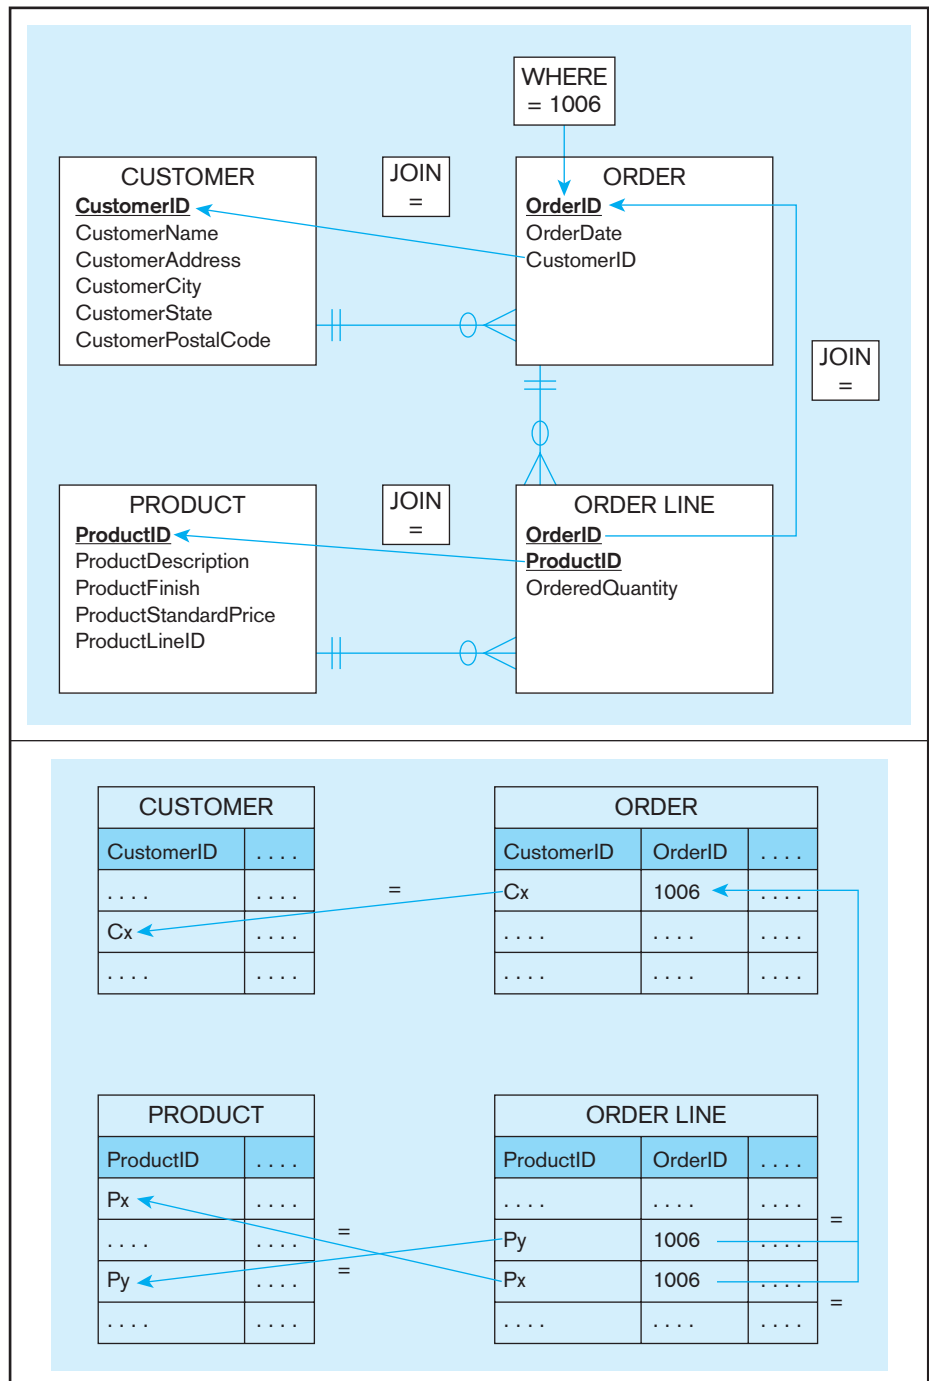 WHERE
= 1006
CUSTOMER
CustomerID
CustomerName
CustomerAddress
CustomerCity
CustomerState
CustomerPostalCode
JOIN
=
ORDER
OrderID
OrderDate
CustomerID
JOIN
=
PRODUCT
ProductID
ProductDescription
ProductFinish
ProductStandardPrice
ProductLineID
JOIN
=
ORDER LINE
OrderID
ProductID
OrderedQuantity
CUSTOMER
CustomerID . . . .
. . . . . . . .
Cx . . . .
. . . . . . . .
=
ORDER
CustomerID OrderID . . . .
Cx 1006 . . . .
. . . . . . . . . . . .
. . . . . . . . . . . .
PRODUCT
ProductID . . . .
Px . . . .
. . . . . . . .
Py . . . .
. . . . . . . .
=
=
ORDER LINE
ProductID OrderID . . . .
. . . . . . . . . . . .
Py 1006 . . . .
Px 1006 . . . .
. . . . . . . . . . . .
=
=